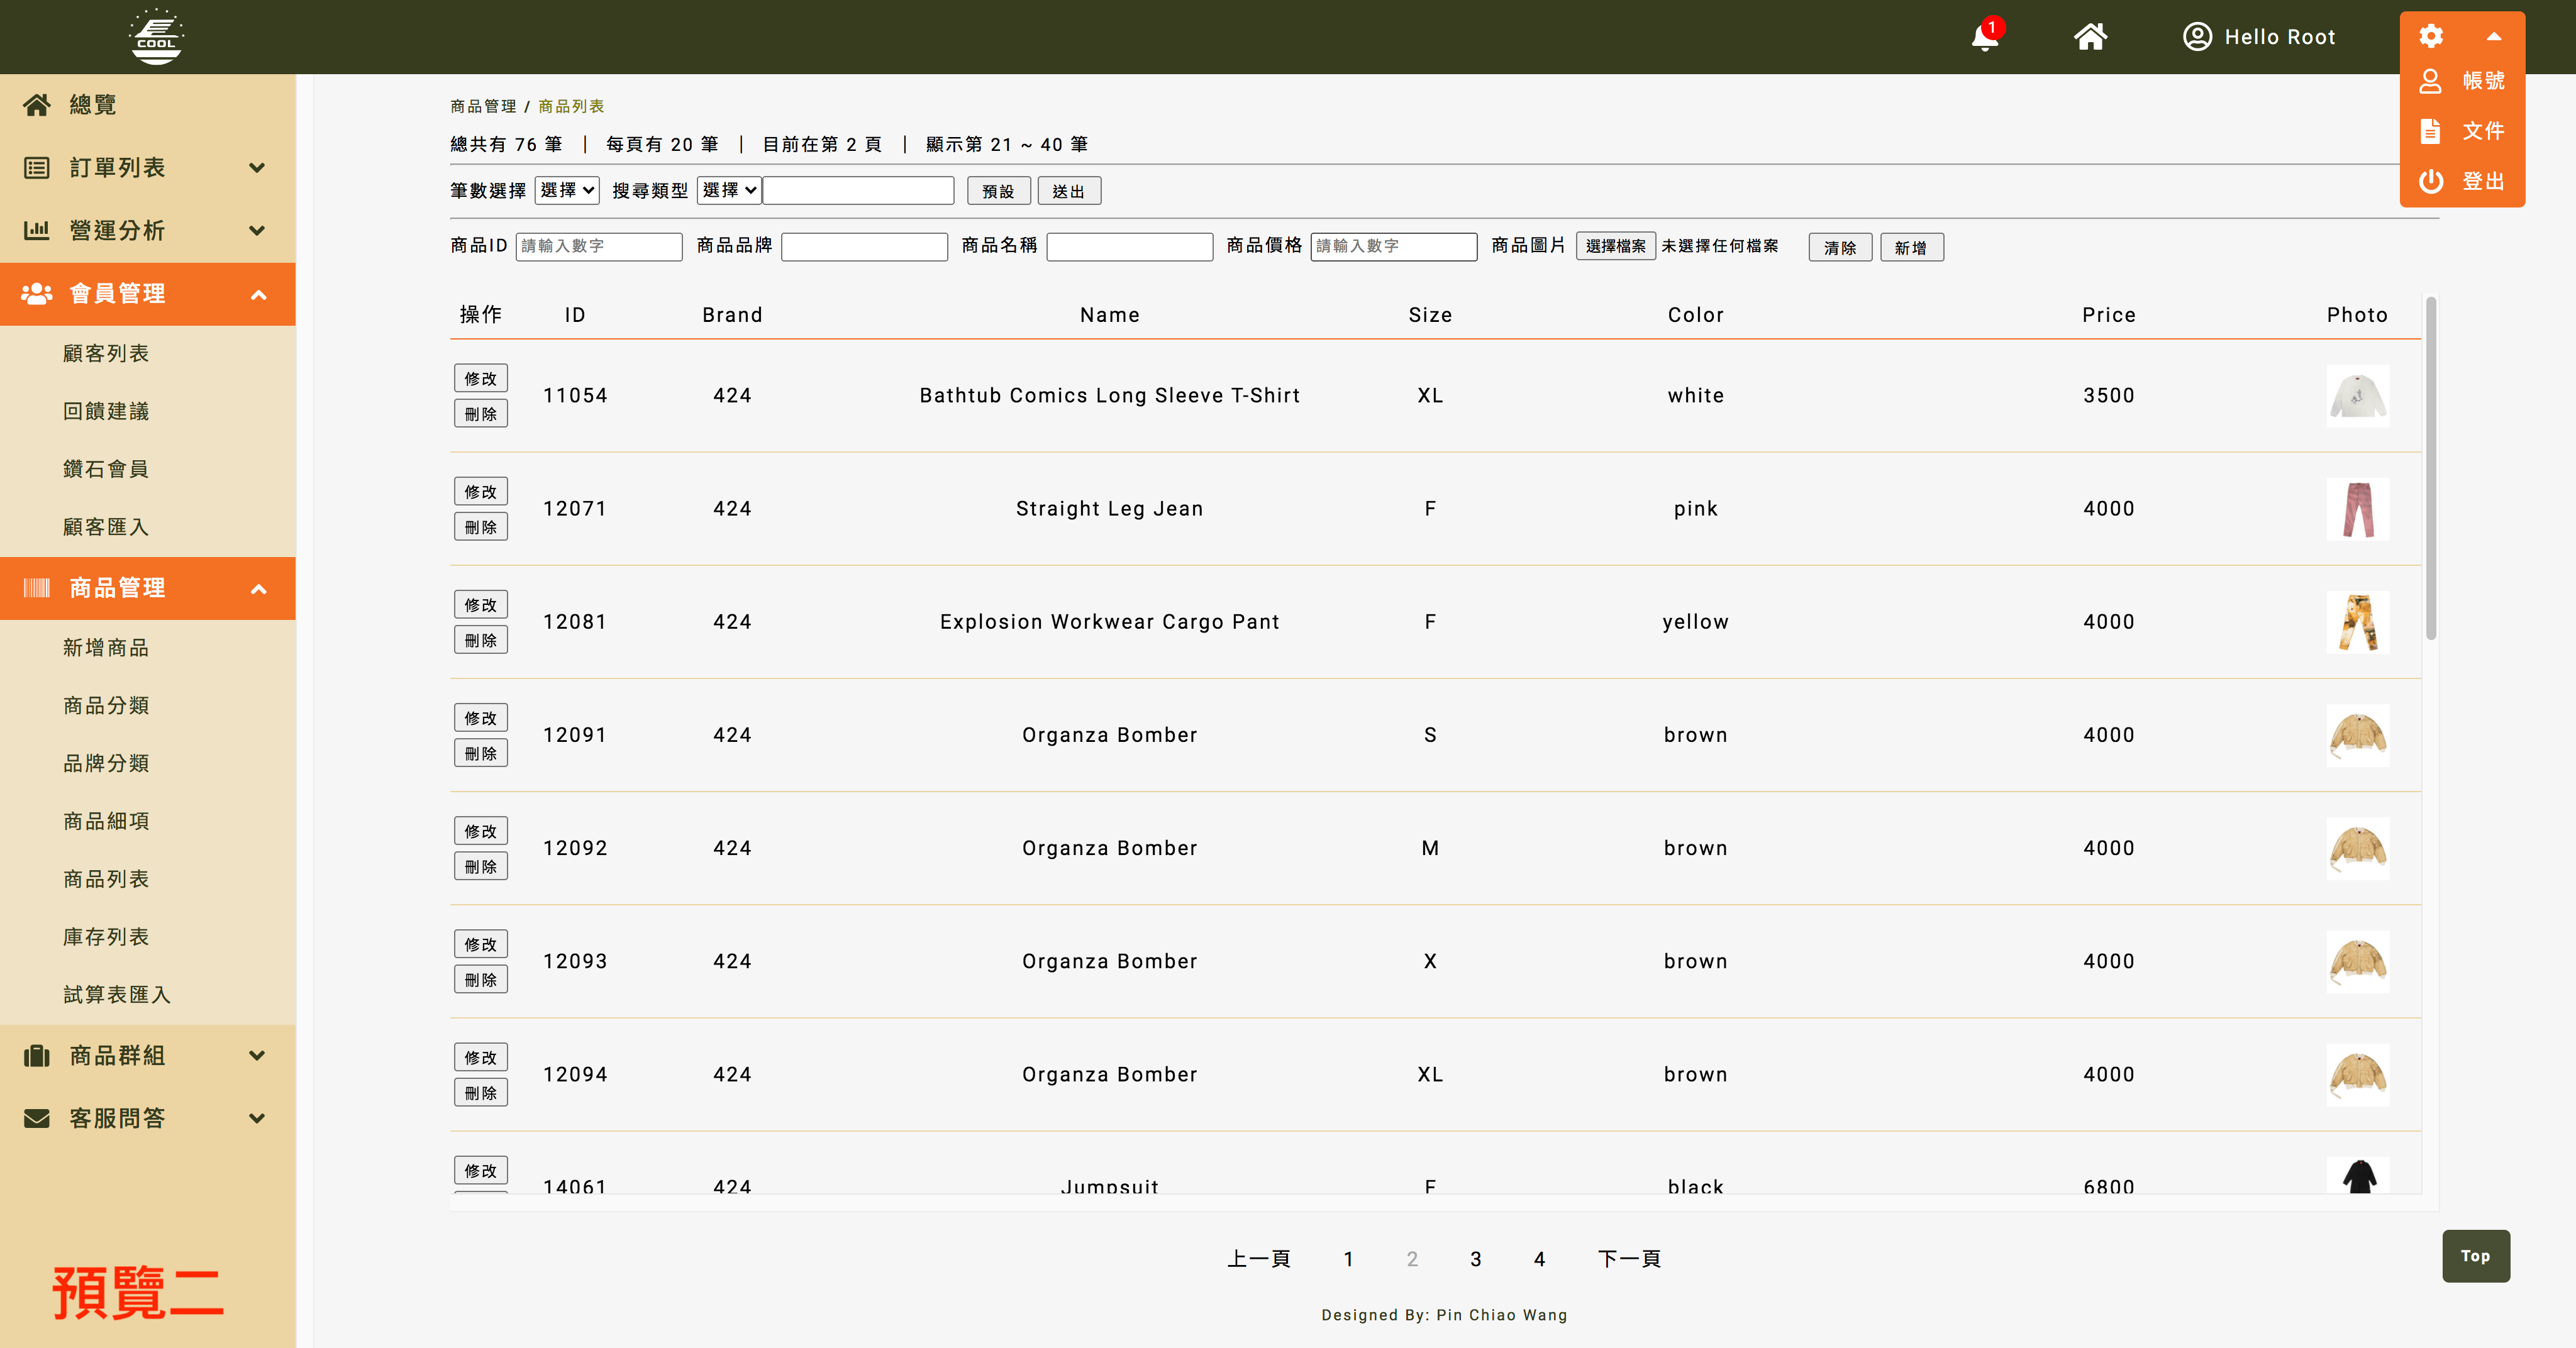 COOL
1
Hello Root
帳號
文件
登出
總覽
訂單列表
營運分析
會員管理
顧客列表
回饋建議
鑽石會員
顧客匯入
商品管理
新增商品
商品分類
品牌分類
商品細項
商品列表
庫存列表
試算表匯入
商品群組
客服問答
預覽二
商品管理 / 商品列表
總共有 76 筆 | 每頁有 20 筆 | 目前在第 2 頁 | 顯示第 21 ~ 40 筆
筆數選擇 選擇 搜尋類型 選擇 預設 送出
商品ID 請輸入數字 商品品牌 商品名稱 商品價格 請輸入數字 商品圖片 選擇檔案 未選擇任何檔案 清除 新增
操作 ID Brand Name Size Color Price Photo
修改 刪除 11054 424 Bathtub Comics Long Sleeve T-Shirt XL white 3500
修改 刪除 12071 424 Straight Leg Jean F pink 4000
修改 刪除 12081 424 Explosion Workwear Cargo Pant F yellow 4000
修改 刪除 12091 424 Organza Bomber S brown 4000
修改 刪除 12092 424 Organza Bomber M brown 4000
修改 刪除 12093 424 Organza Bomber X brown 4000
修改 刪除 12094 424 Organza Bomber XL brown 4000
修改 14061 424 Jumpsuit F black 6800
上一頁 1 2 3 4 下一頁
Top
Designed By: Pin Chiao Wang